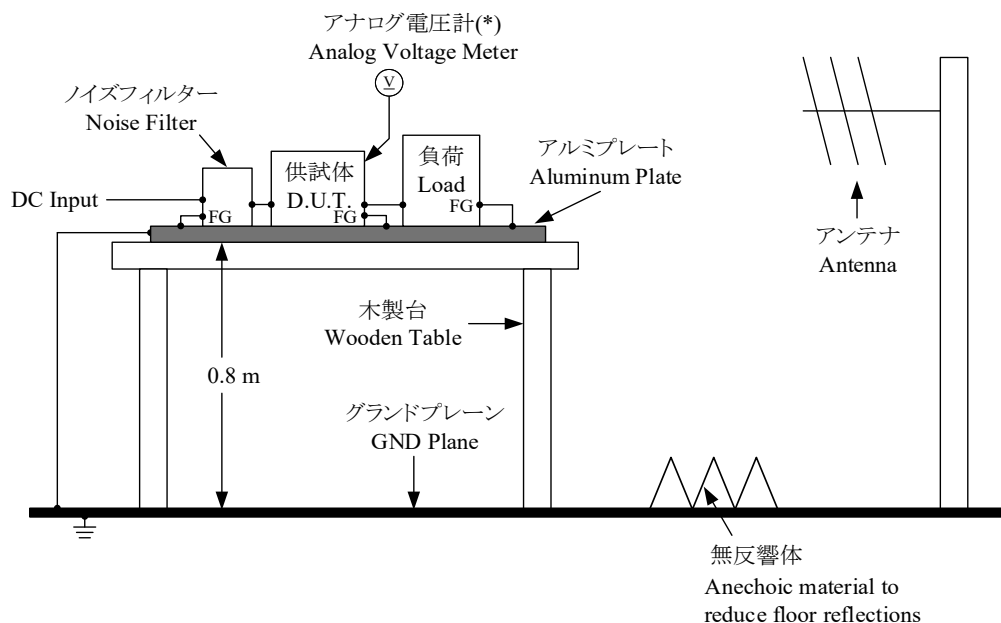 アナログ電圧計(*)
Analog Voltage Meter
V
ノイズフィルター
Noise Filter
供試体
D.U.T.
負荷
Load
アルミプレート
Aluminum Plate
DC Input
FG
FG
FG
アンテナ
Antenna
木製台
Wooden Table
0.8 m
グランドプレーン
GND Plane
無反響体
Anechoic material to
reduce floor reflections